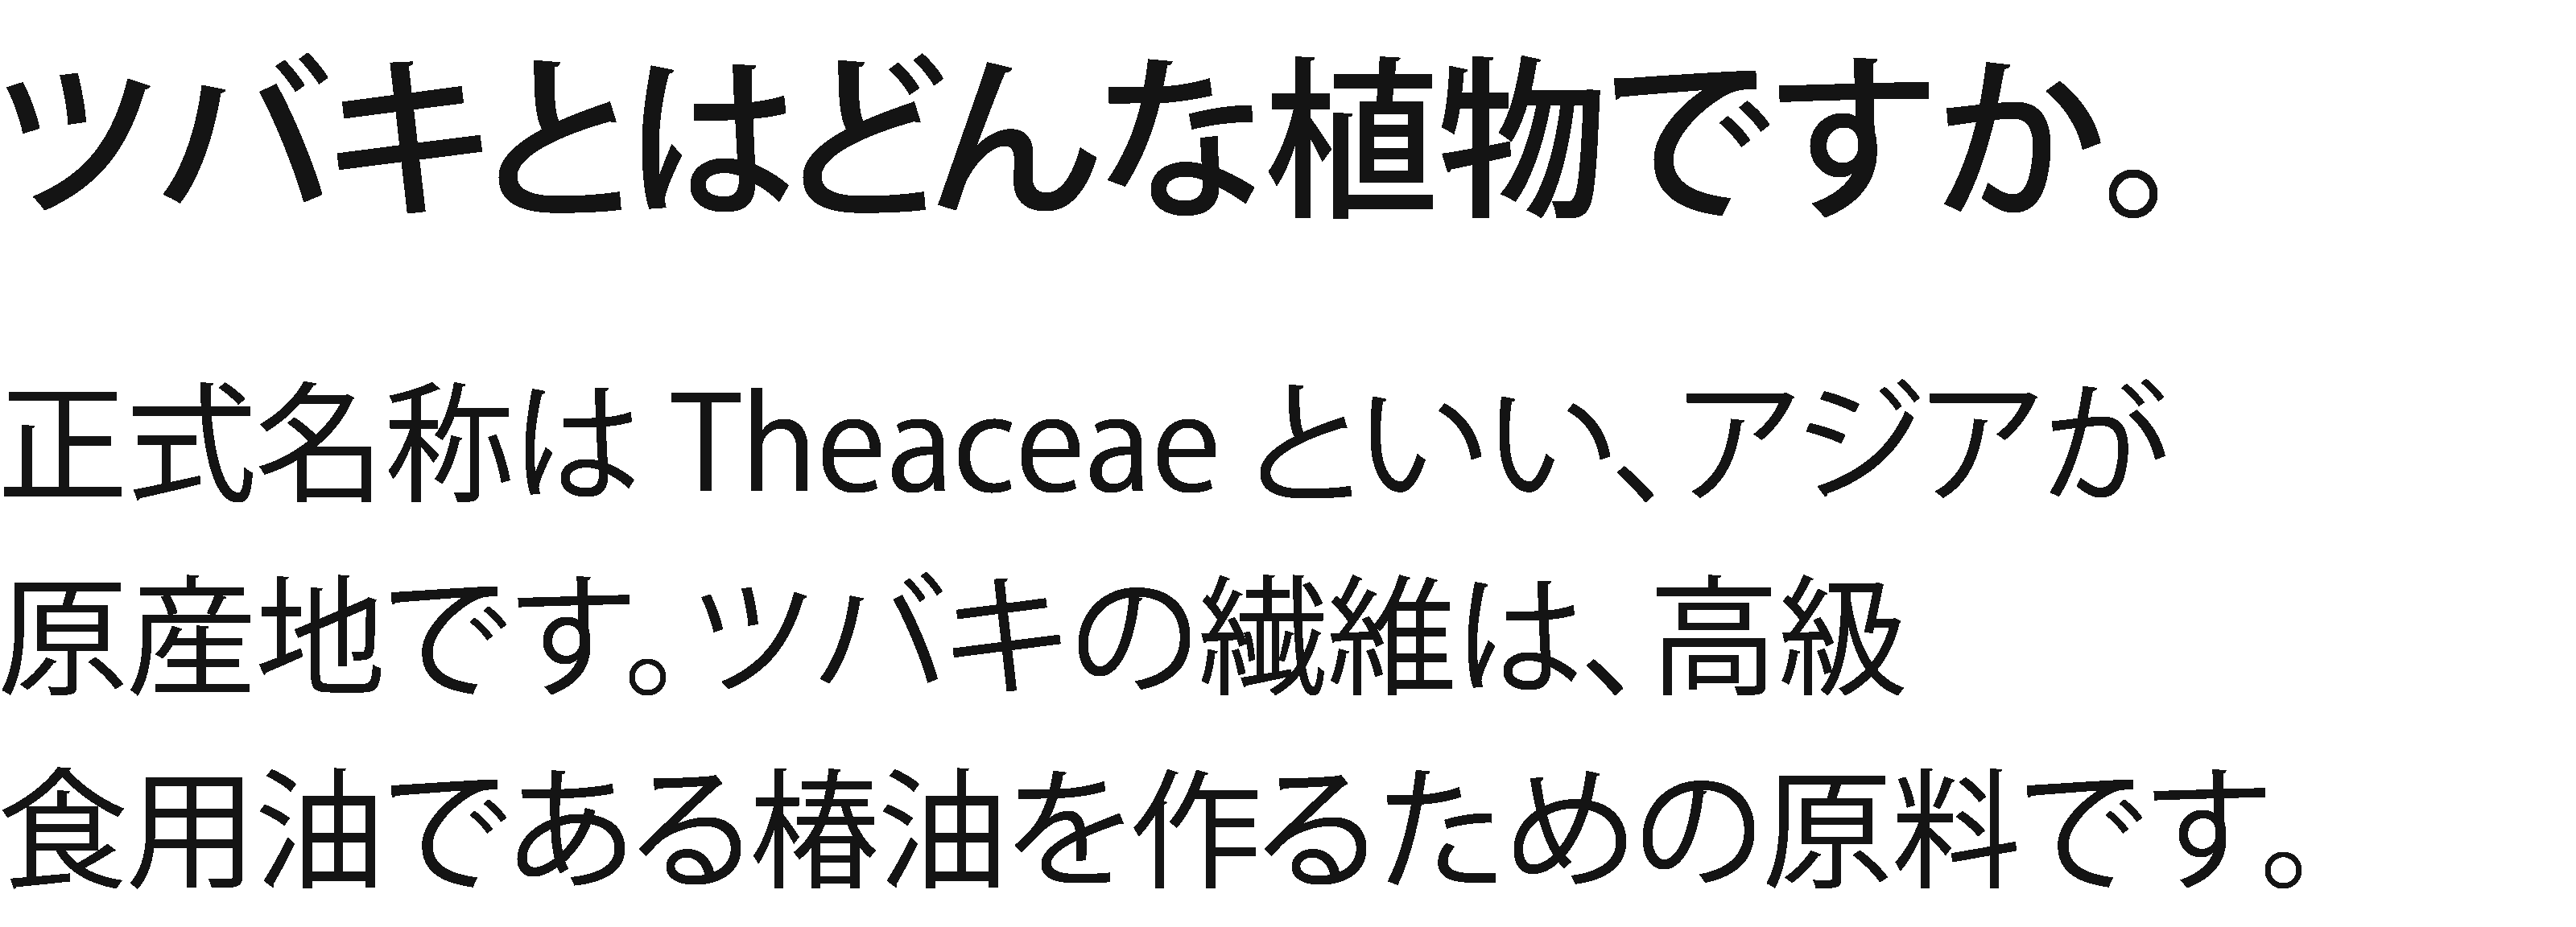 ツバキとはどんな植物ですか。
正式名称は Theaceae といい、アジアが
原産地です。ツバキの繊維は、高級
食用油である椿油を作るための原料です。